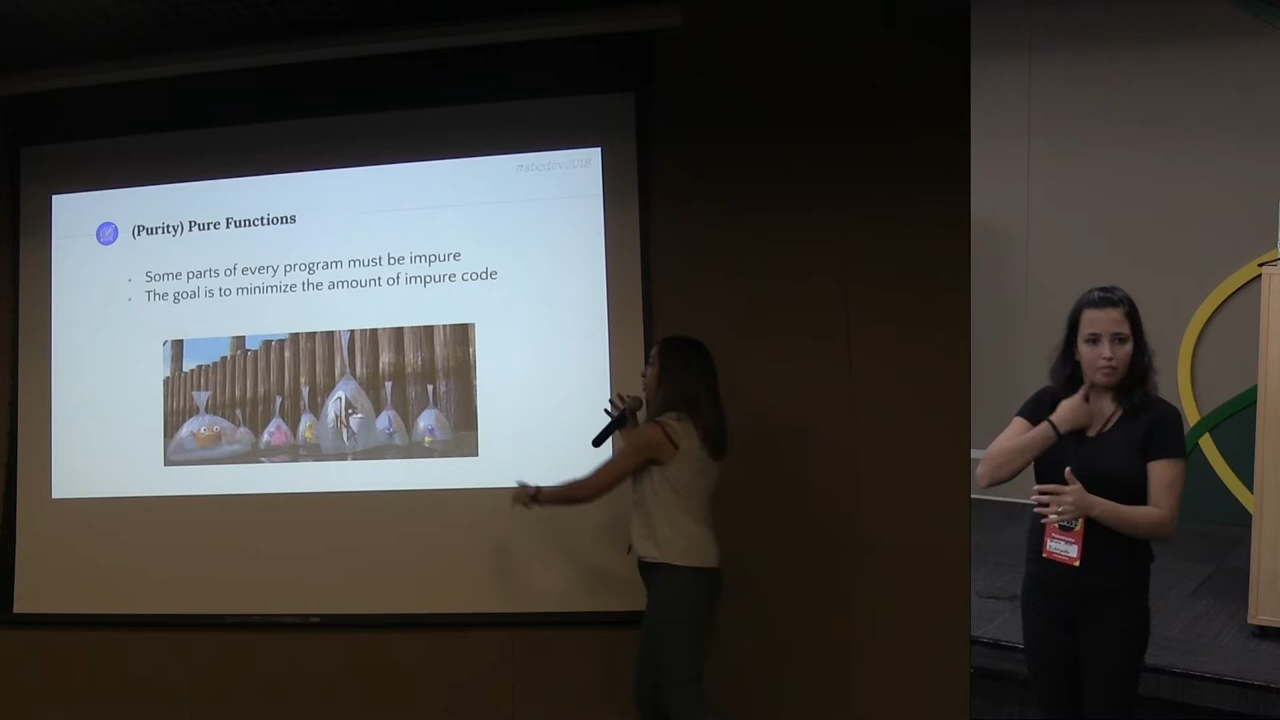 #abcdev2018
(Purity) Pure Functions
• Some parts of every program must be impure
• The goal is to minimize the amount of impure code